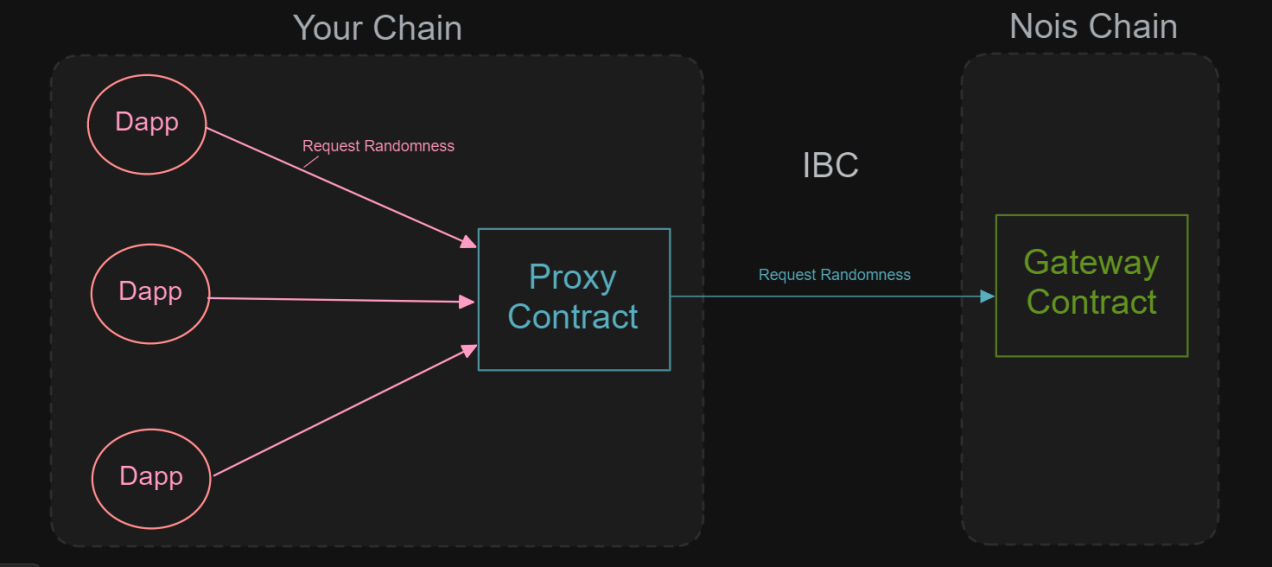 Your Chain
Nois Chain
Dapp
Request Randomness
IBC
Dapp
Proxy
Contract
Request Randomness
Gateway
Contract
Dapp